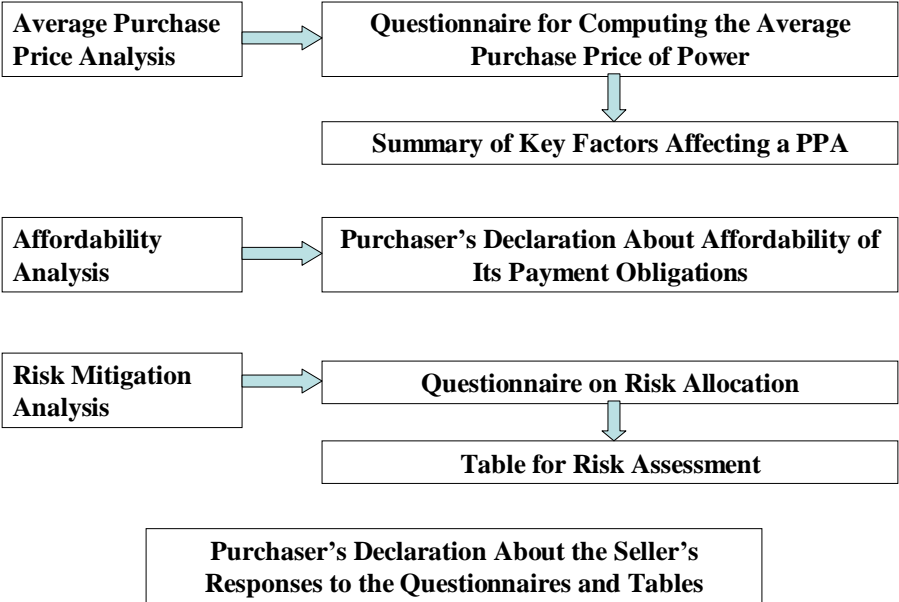 Average Purchase
Price Analysis
Questionnaire for Computing the Average
Purchase Price of Power
Summary of Key Factors Affecting a PPA
Affordability
Analysis
Purchaser’s Declaration About Affordability of
Its Payment Obligations
Risk Mitigation
Analysis
Questionnaire on Risk Allocation
Table for Risk Assessment
Purchaser’s Declaration About the Seller’s
Responses to the Questionnaires and Tables